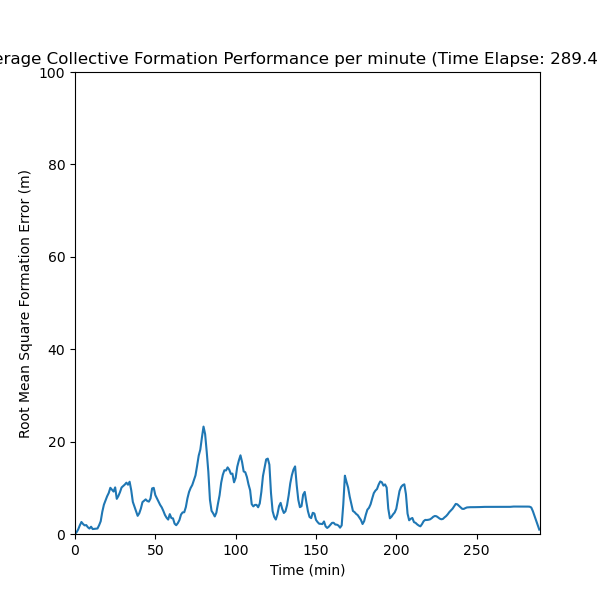 erage Collective Formation Performance per minute (Time Elapse: 289.4
100
80
60
40
20
0
Root Mean Square Formation Error (m)
0 50 100 150 200 250
Time (min)